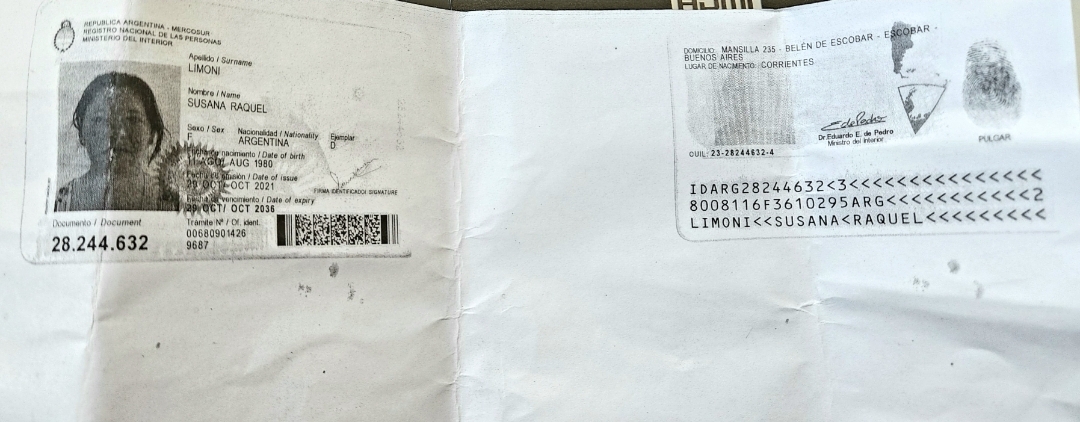 REPUBLICA ARGENTINA - MERCOSUR
REGISTRO NACIONAL DE LAS PERSONAS
MINISTERIO DEL INTERIOR
Apellido / Surname
LIMONI
Nombre / Name
SUSANA RAQUEL
Sexo / Sex Nacionalidad / Nationality Ejemplar
F ARGENTINA D
Fecha de nacimiento / Date of birth
11 AGO/ AUG 1980
Fecha de emisión / Date of issue
29 OCT/ OCT 2021
FIRMA IDENTIFICADO/ SIGNATURE
Fecha de vencimiento / Date of expiry
29 OCT/ OCT 2036
Documento / Document
28.244.632
Trámite Nº / Of. ident.
00680901426
9687
DOMICILIO: MANSILLA 235 - BELÉN DE ESCOBAR - ESCOBAR -
BUENOS AIRES
LUGAR DE NACIMIENTO: CORRIENTES
Dr. Eduardo E. de Pedro
Ministro del Interior
PULGAR
CUIL: 23-28244632-4
IDARG28244632<3<<<<<<<<<<<<<<<
8008116F3610295ARG<<<<<<<<<<<2
LIMONI<<SUSANA<RAQUEL<<<<<<<<<